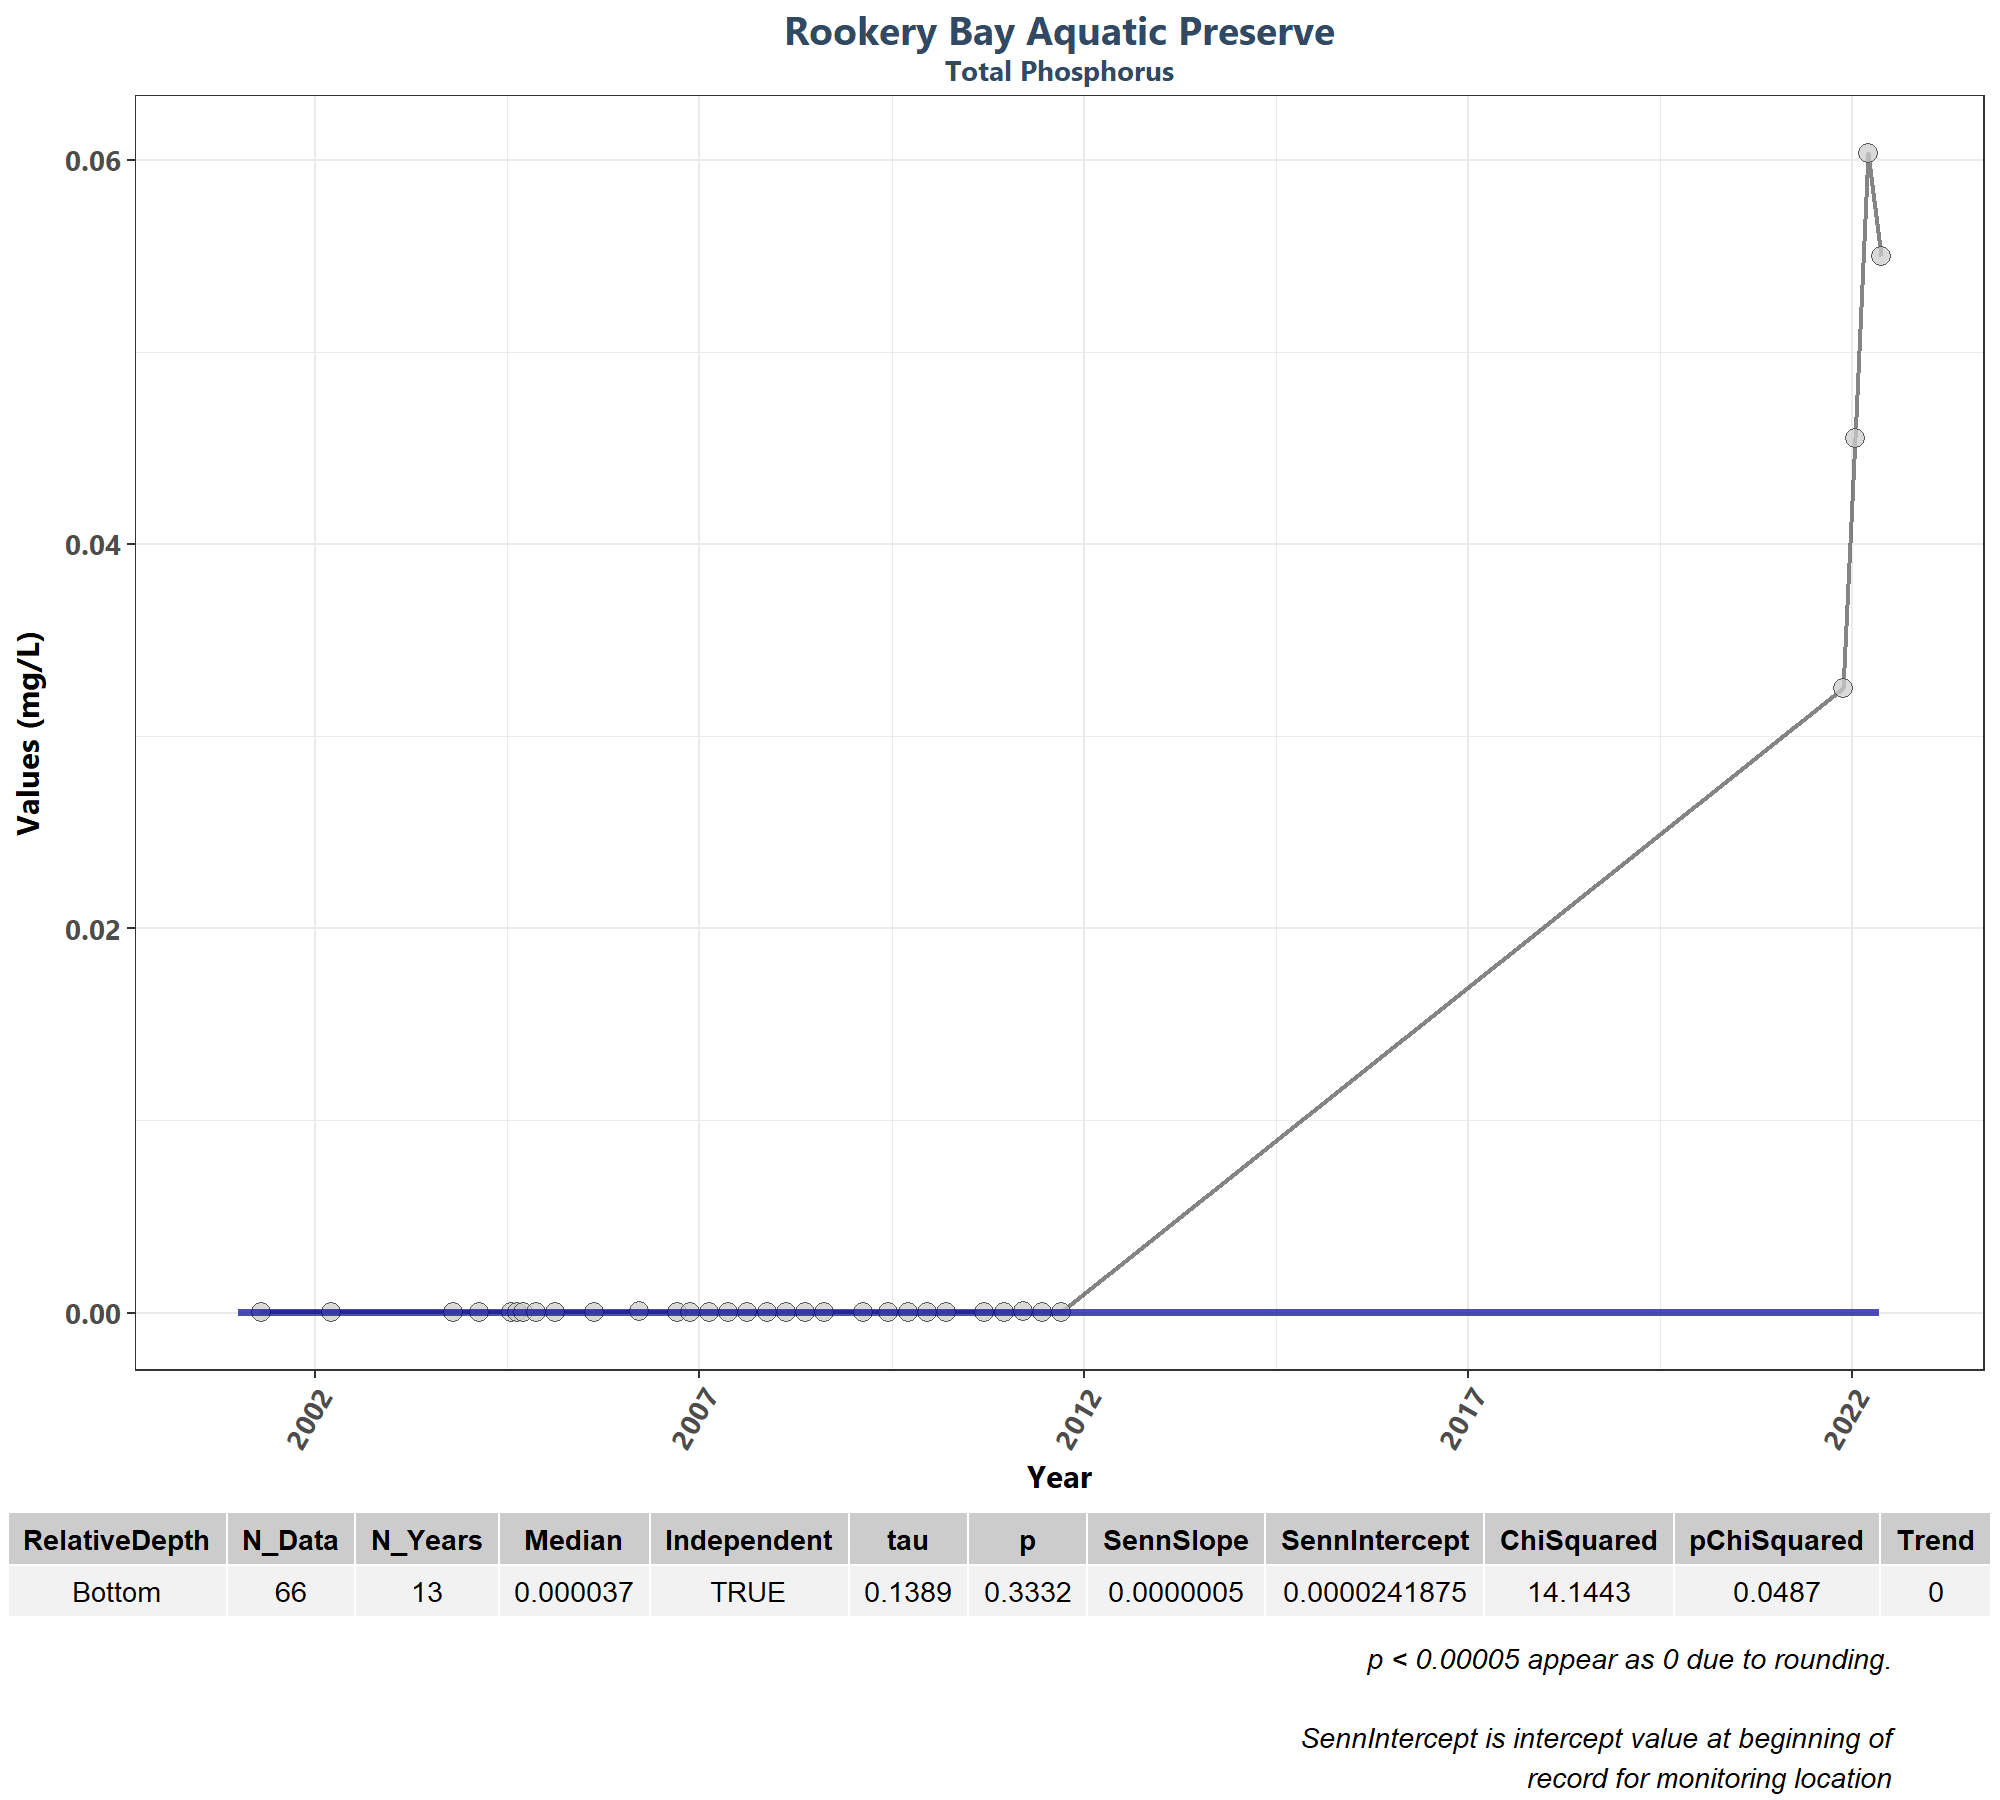 Rookery Bay Aquatic Preserve
Total Phosphorus
0.06
0.04
0.02
0.00
Values (mg/L)
2002 2007 2012 2017 2022
Year
RelativeDepth N_Data N_Years Median Independent tau p SennSlope SennIntercept ChiSquared pChiSquared Trend
Bottom 66 13 0.000037 TRUE 0.1389 0.3332 0.0000005 0.0000241875 14.1443 0.0487 0
p < 0.00005 appear as 0 due to rounding.
SennIntercept is intercept value at beginning of
record for monitoring location